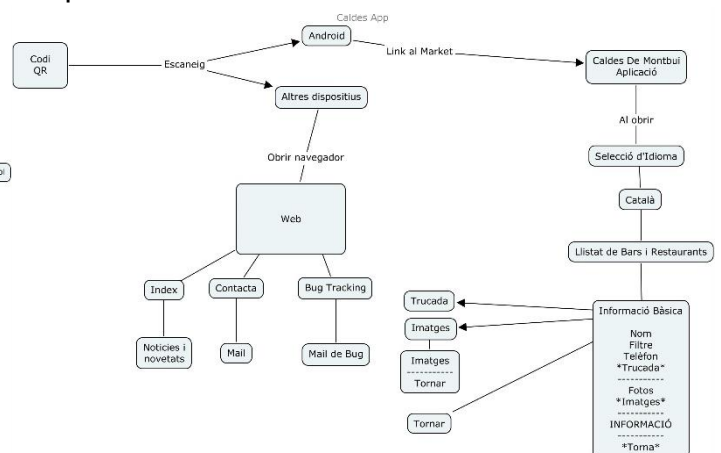 Caldes App
Codi
QR
Escaneig
Android
Link al Market
Caldes De Montbui
Aplicació
Altres dispositius
Al obrir
Obrir navegador
Selecció d'Idioma
Català
Web
Llistat de Bars i Restaurants
Index
Contacta
Bug Tracking
Noticies i
novetats
Mail
Mail de Bug
Trucada
Imatges
Imatges
-----------
Tornar
Tornar
Informació Bàsica
Nom
Filtre
Telèfon
*Trucada*
-----------
Fotos
*Imatges*
-----------
INFORMACIÓ
-----------
*Torna*